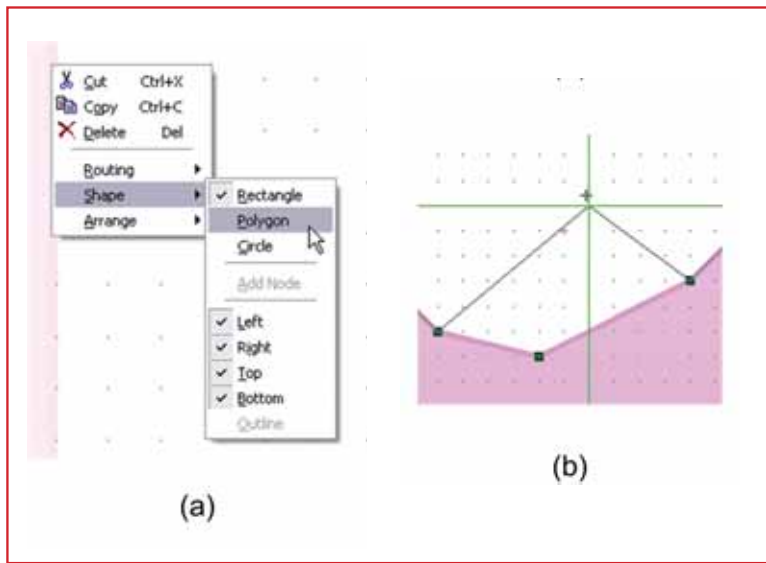 Cut Ctrl+X
Copy Ctrl+C
Delete Del
Routing
Shape
Arrange
Rectangle
Polygon
Circle
Add Node
Left
Right
Top
Bottom
Outline
(a)
(b)